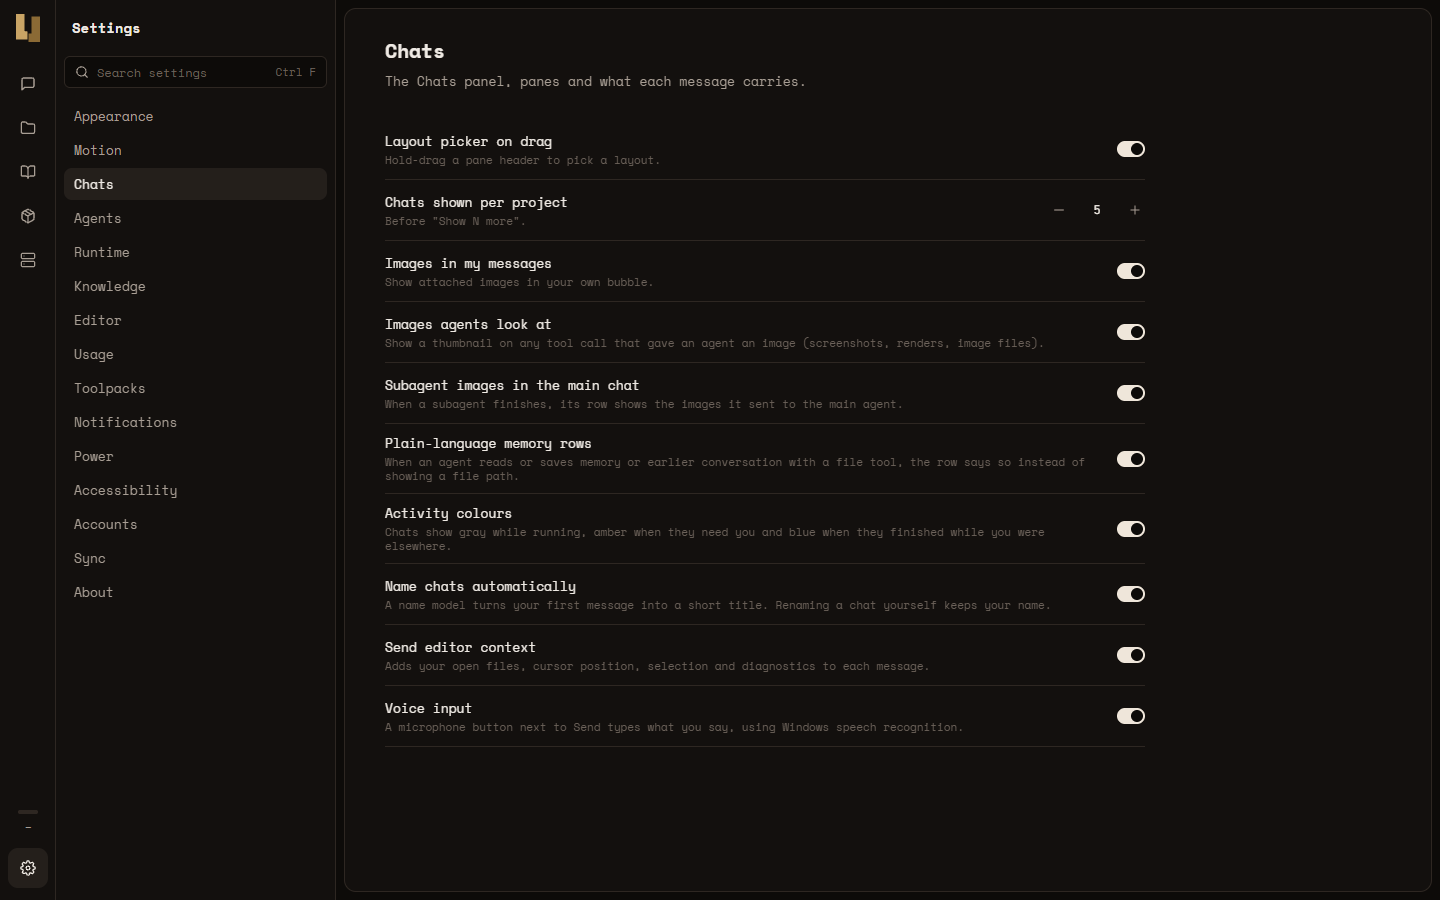 Settings
Search settings Ctrl F
Appearance
Motion
Chats
Agents
Runtime
Knowledge
Editor
Usage
Toolpacks
Notifications
Power
Accessibility
Accounts
Sync
About
Chats
The Chats panel, panes and what each message carries.
Layout picker on drag
Hold-drag a pane header to pick a layout.
Chats shown per project
Before "Show N more".
5
Images in my messages
Show attached images in your own bubble.
Images agents look at
Show a thumbnail on any tool call that gave an agent an image (screenshots, renders, image files).
Subagent images in the main chat
When a subagent finishes, its row shows the images it sent to the main agent.
Plain-language memory rows
When an agent reads or saves memory or earlier conversation with a file tool, the row says so instead of
showing a file path.
Activity colours
Chats show gray while running, amber when they need you and blue when they finished while you were
elsewhere.
Name chats automatically
A name model turns your first message into a short title. Renaming a chat yourself keeps your name.
Send editor context
Adds your open files, cursor position, selection and diagnostics to each message.
Voice input
A microphone button next to Send types what you say, using Windows speech recognition.